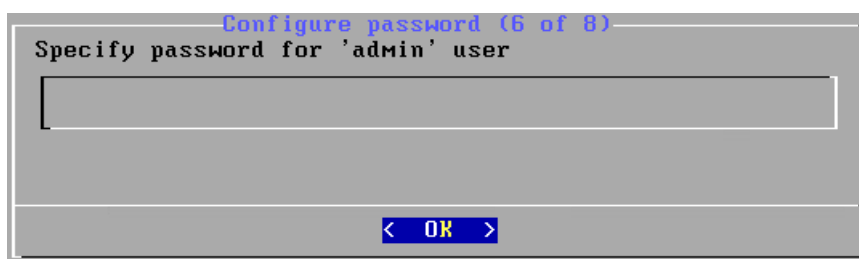 Configure password (6 of 8)
Specify password for 'admin' user
< OK >